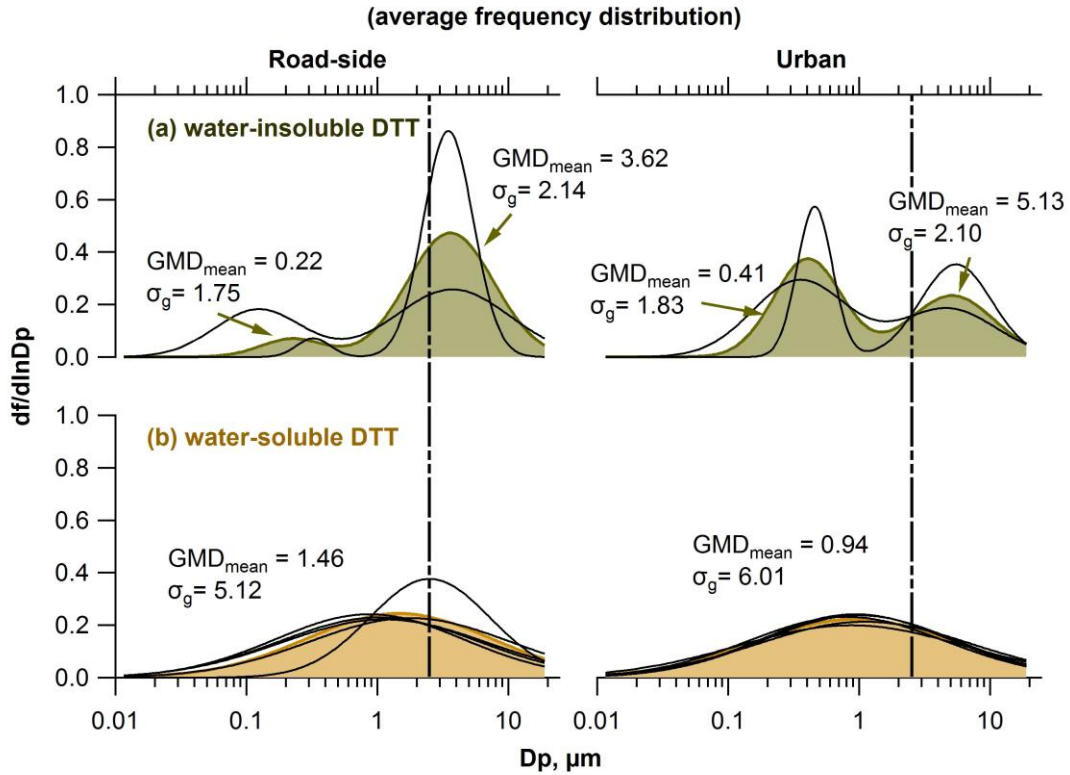 (average frequency distribution)
Road-side
Urban
df/dlnDp
1.0
0.8
0.6
0.4
0.2
0.0
(a) water-insoluble DTT
GMDmean = 0.22
σg= 1.75
GMDmean = 3.62
σg= 2.14
GMDmean = 0.41
σg= 1.83
GMDmean = 5.13
σg= 2.10
1.0
0.8
0.6
0.4
0.2
0.0
(b) water-soluble DTT
GMDmean = 1.46
σg= 5.12
GMDmean = 0.94
σg= 6.01
0.01 0.1 1 10
0.01 0.1 1 10
Dp, µm